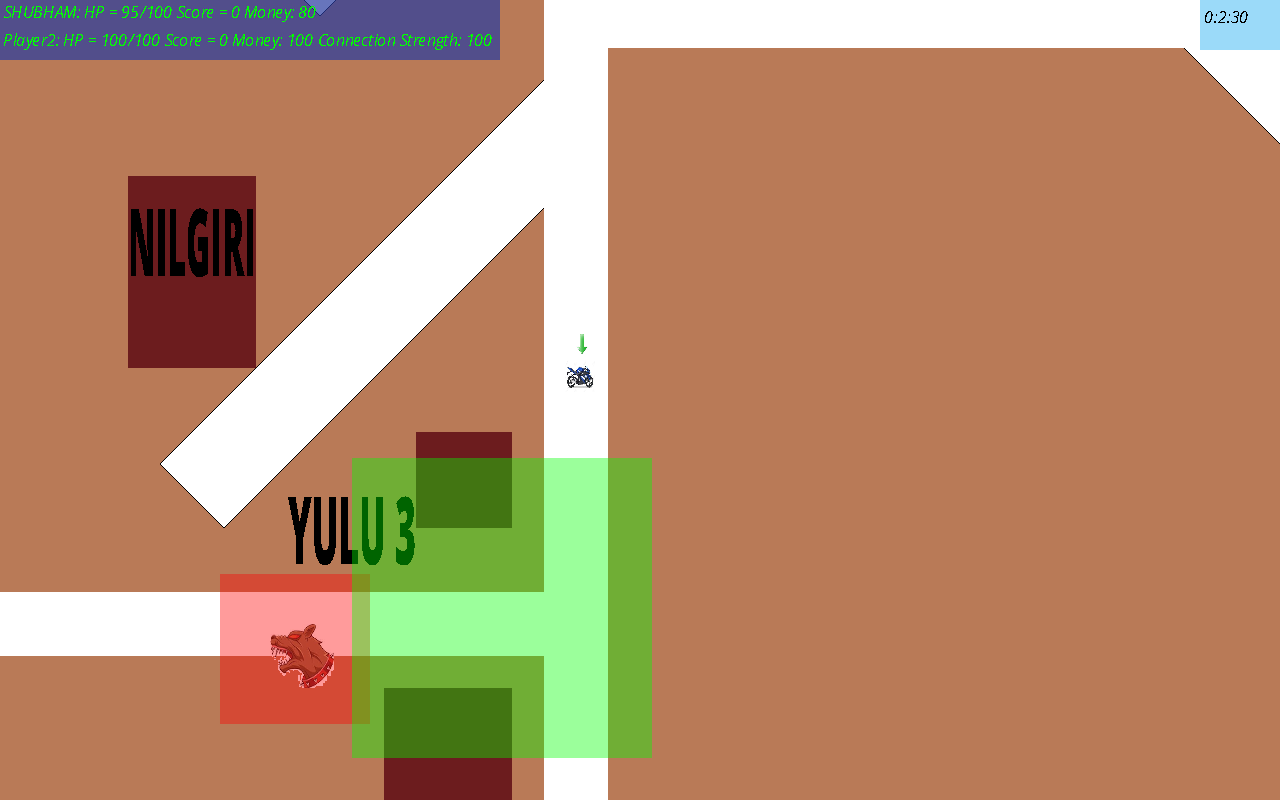 SHUBHAM: HP = 95/100 Score = 0 Money: 80
Player2: HP = 100/100 Score = 0 Money: 100 Connection Strength: 100
0:2:30
NILGIRI
YULU 3